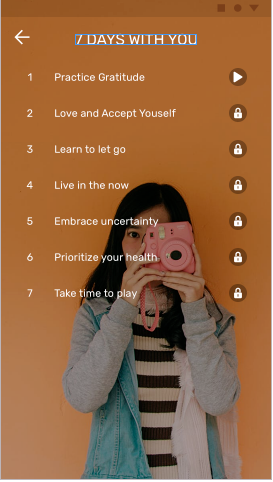 7 DAYS WITH YOU
1 Practice Gratitude
2 Love and Accept Youself
3 Learn to let go
4 Live in the now
5 Embrace uncertainty
6 Prioritize your health
7 Take time to play